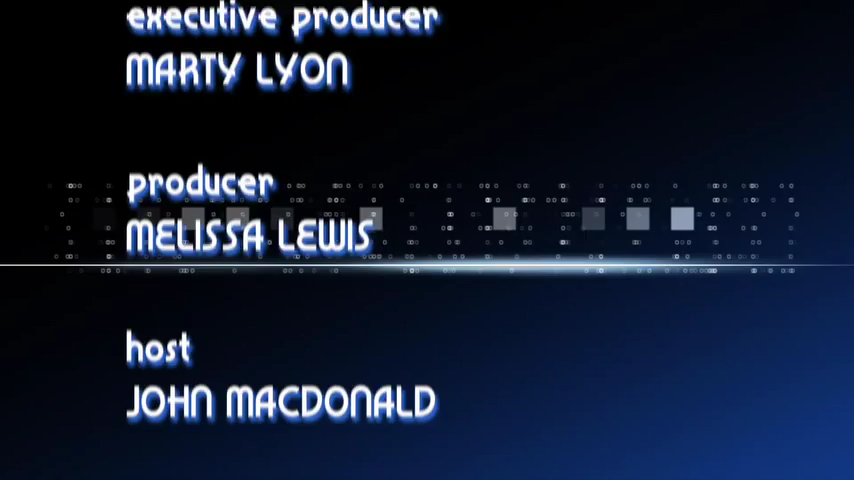 executive producer
MARTY LYON
producer
MELISSA LEWIS
host
JOHN MACDONALD